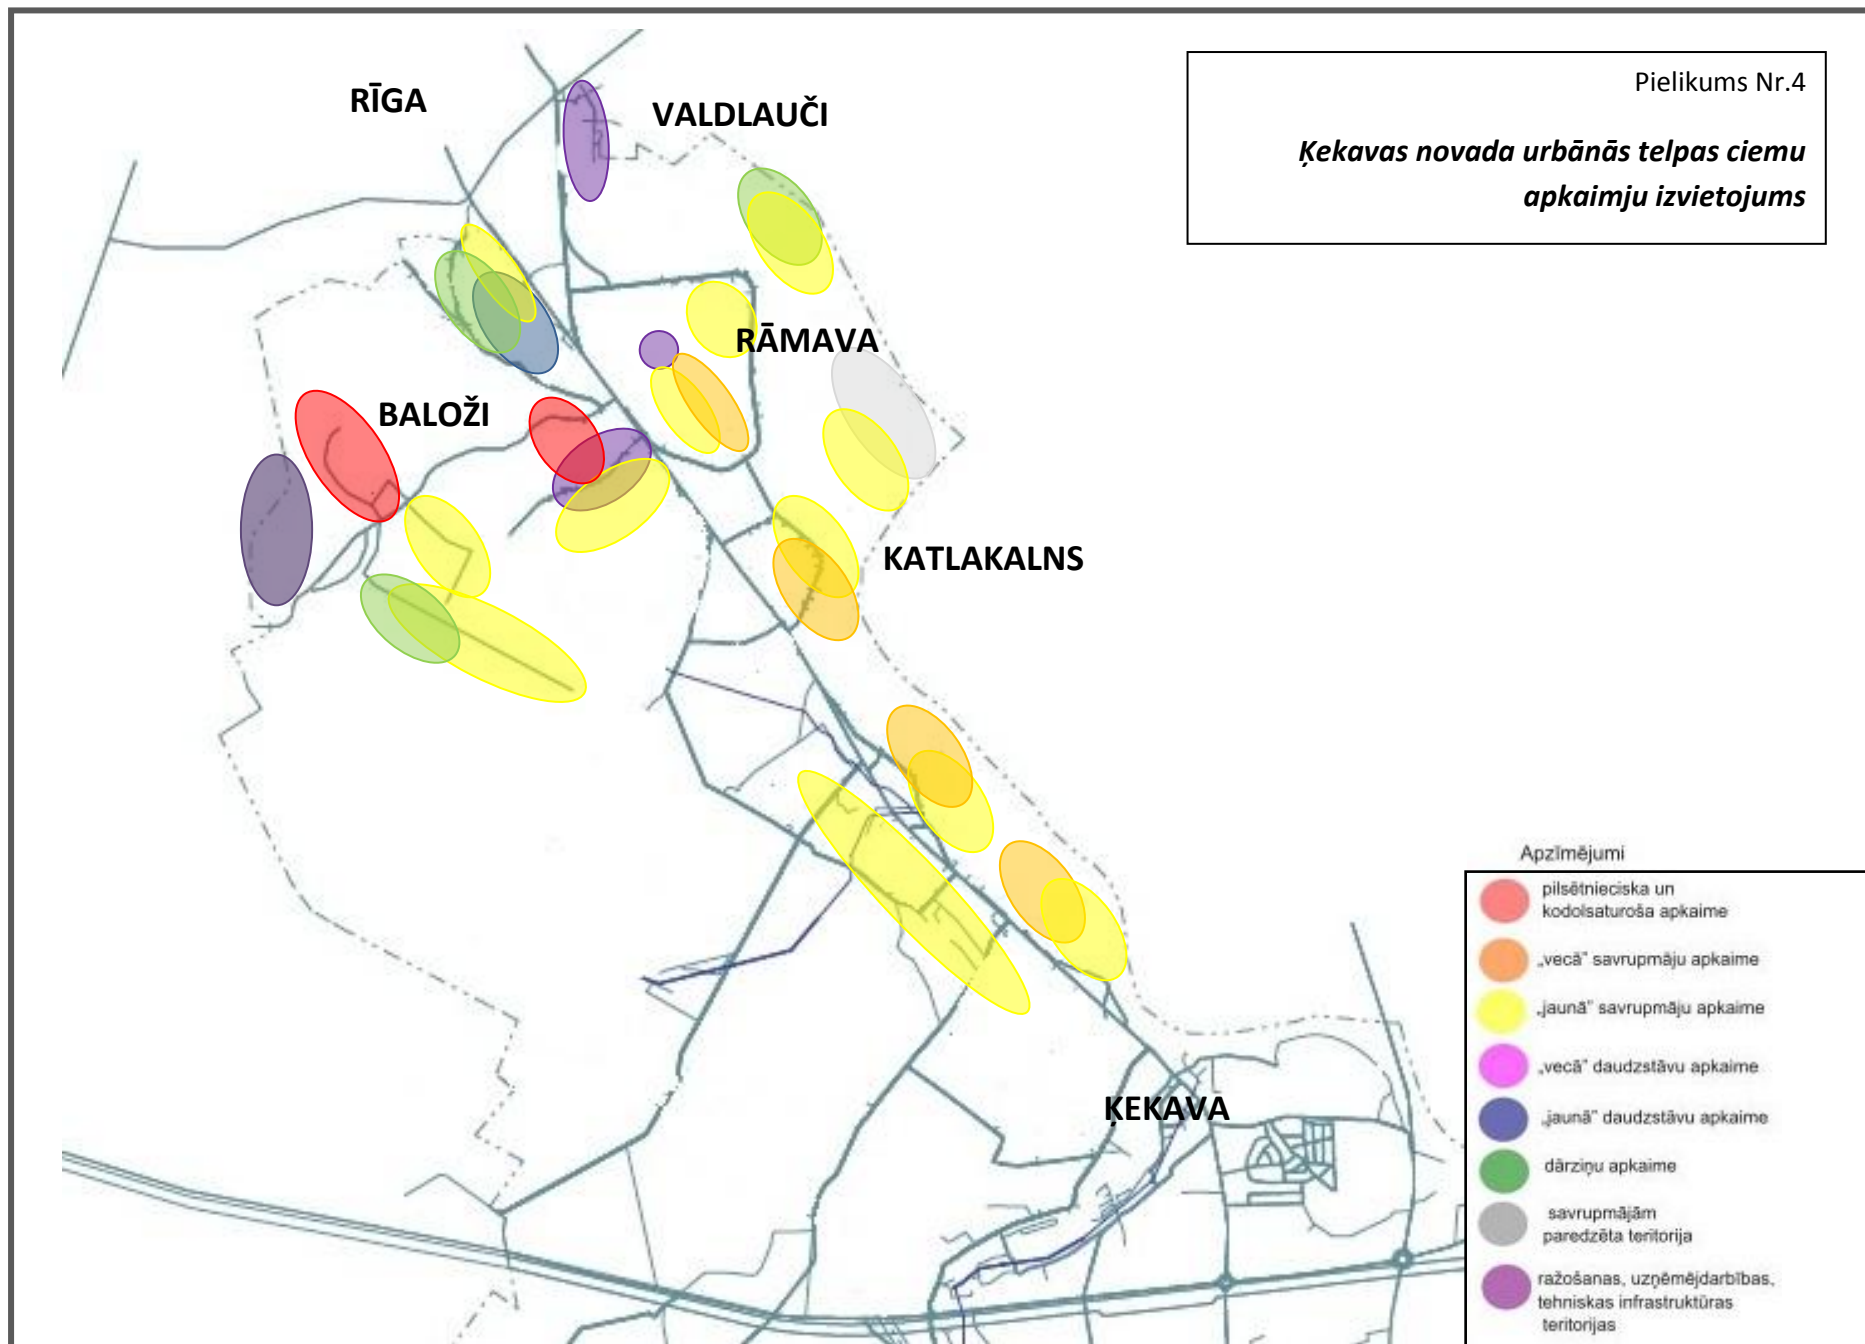 Pielikums Nr.4
Ķekavas novada urbānās telpas ciemu
apkaimju izvietojums
RĪGA
VALDLAUČI
RĀMAVA
BALOŽI
KATLAKALNS
ĶEKAVA
Apzīmējumi
pilsētnieciska un
kodolsaturoša apkaime
„vecā” savrupmāju apkaime
„jaunā” savrupmāju apkaime
„vecā” daudzstāvu apkaime
„jaunā” daudzstāvu apkaime
dārziņu apkaime
savrupmājām
paredzēta teritorija
ražošanas, uzņēmējdarbības,
tehniskas infrastruktūras
teritorijas